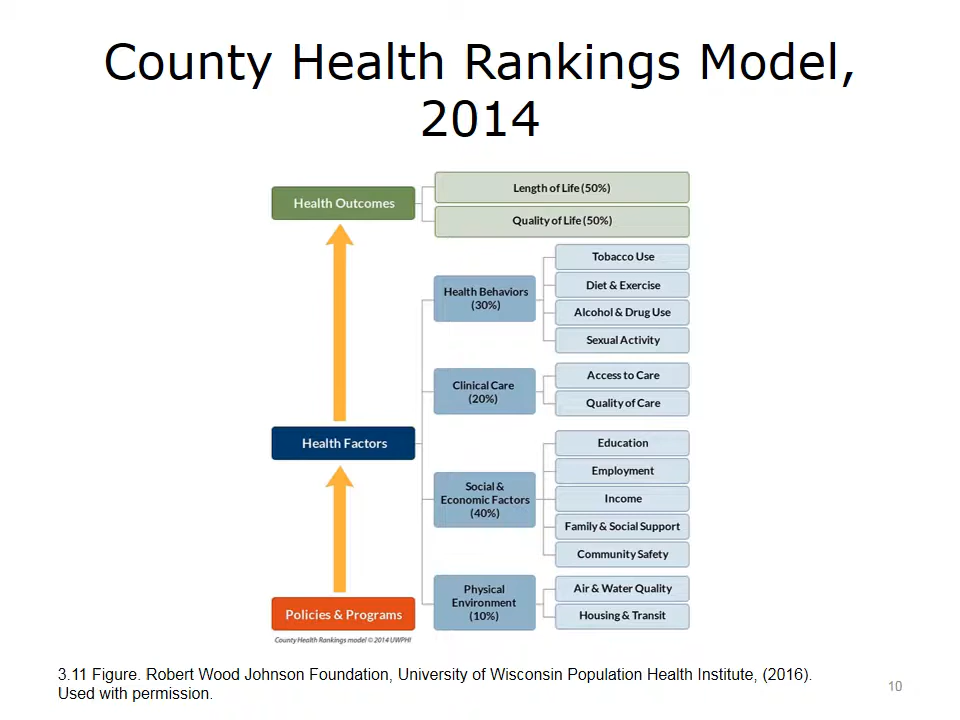 County Health Rankings Model,
2014
Length of Life (50%)
Health Outcomes
Quality of Life (50%)
Tobacco Use
Health Behaviors
(30%)
Diet & Exercise
Alcohol & Drug Use
Sexual Activity
Clinical Care
(20%)
Access to Care
Quality of Care
Health Factors
Social &
Economic Factors
(40%)
Education
Employment
Income
Family & Social Support
Community Safety
Physical
Environment
(10%)
Air & Water Quality
Housing & Transit
Policies & Programs
County Health Rankings model © 2014 UWPHI
3.11 Figure. Robert Wood Johnson Foundation, University of Wisconsin Population Health Institute, (2016).
Used with permission.
10